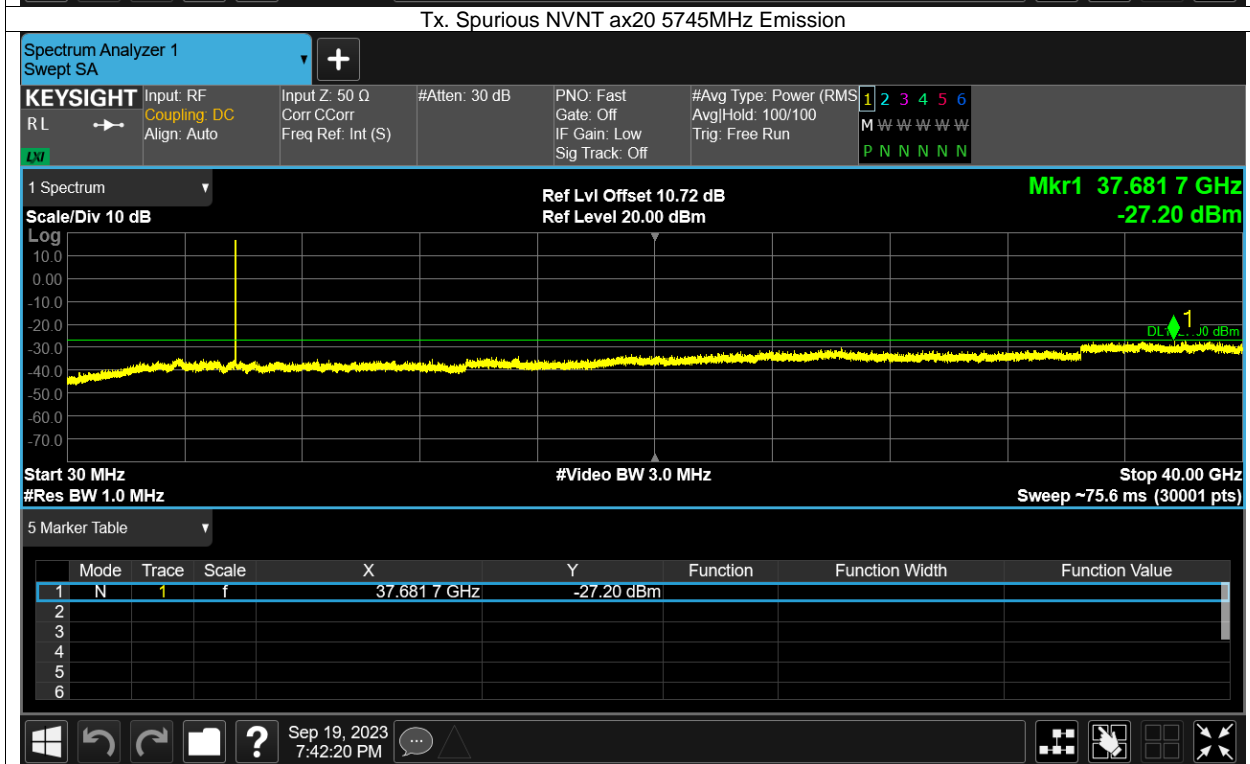 Tx. Spurious NVNT ax20 5745MHz Emission
Spectrum Analyzer 1
Swept SA
+
KEYSIGHT
RL
LXI
Input: RF
Coupling: DC
Align: Auto
Input Z: 50 Ω
Corr CCorr
Freq Ref: Int (S)
#Atten: 30 dB
PNO: Fast
Gate: Off
IF Gain: Low
Sig Track: Off
#Avg Type: Power (RMS
Avg|Hold: 100/100
Trig: Free Run
1 2 3 4 5 6
M W W W W W
P N N N N N
1 Spectrum
Scale/Div 10 dB
Ref Lvl Offset 10.72 dB
Ref Level 20.00 dBm
Mkr1 37.681 7 GHz
-27.20 dBm
Log
10.0
0.00
-10.0
-20.0
-30.0
-40.0
-50.0
-60.0
-70.0
1
dBm
Start 30 MHz
#Res BW 1.0 MHz
#Video BW 3.0 MHz
Stop 40.00 GHz
Sweep ~75.6 ms (30001 pts)
5 Marker Table
Mode Trace Scale X Y Function Function Width Function Value
1 N 1 f 37.681 7 GHz -27.20 dBm
2
3
4
5
6
?
Sep 19, 2023
7:42:20 PM